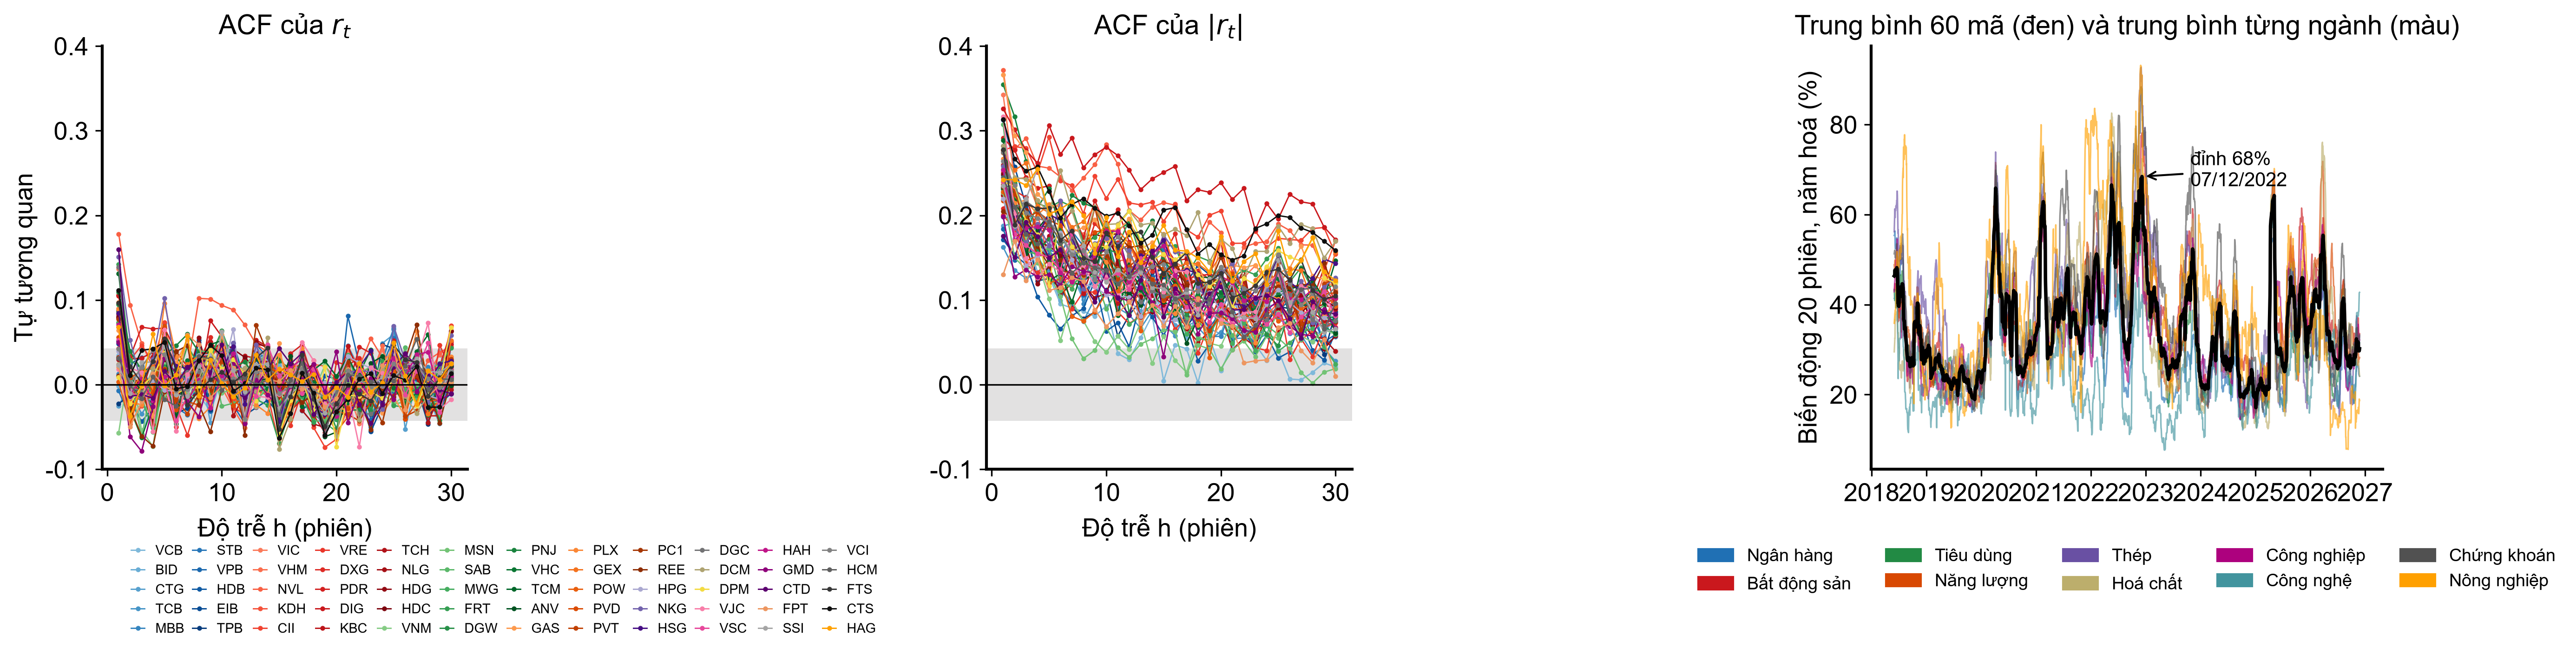 ACF của rₜ
Tự tương quan
0.4
0.3
0.2
0.1
0.0
-0.1
0
10
20
30
Độ trễ h (phiên)
ACF của |rₜ|
0.4
0.3
0.2
0.1
0.0
-0.1
0
10
20
30
Độ trễ h (phiên)
Trung bình 60 mã (đen) và trung bình từng ngành (màu)
Biến động 20 phiên, năm hoá (%)
80
60
40
20
đỉnh 68%
07/12/2022
2018 2019 2020 2021 2022 2023 2024 2025 2026 2027
VCB STB VIC VRE TCH MSN PNJ PLX PC1 DGC HAH VCI
BID VPB VHM DXG NLG SAB VHC GEX REE DCM GMD HCM
CTG HDB NVL PDR HDG MWG TCM POW HPG DPM CTD FTS
TCB EIB KDH DIG HDC FRT ANV PVD NKG VJC FPT CTS
MBB TPB CII KBC VNM DGW GAS PVT HSG VSC SSI HAG
Ngân hàng Tiêu dùng Thép Công nghiệp Chứng khoán
Bất động sản Năng lượng Hoá chất Công nghệ Nông nghiệp